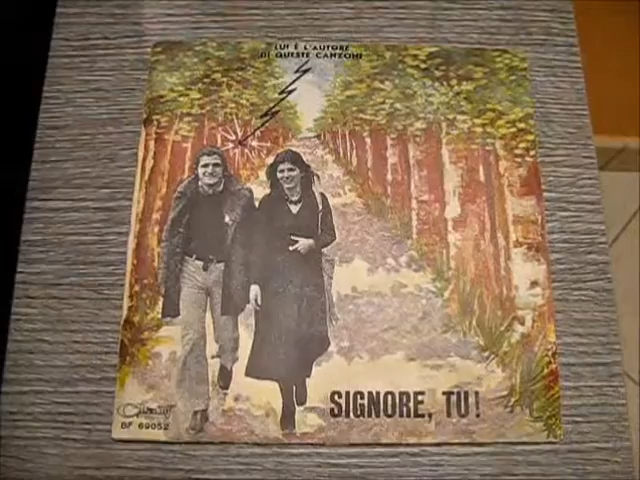 LUI È L'AUTORE
DI QUESTE CANZONI
SIGNORE, TU!
BF 69052